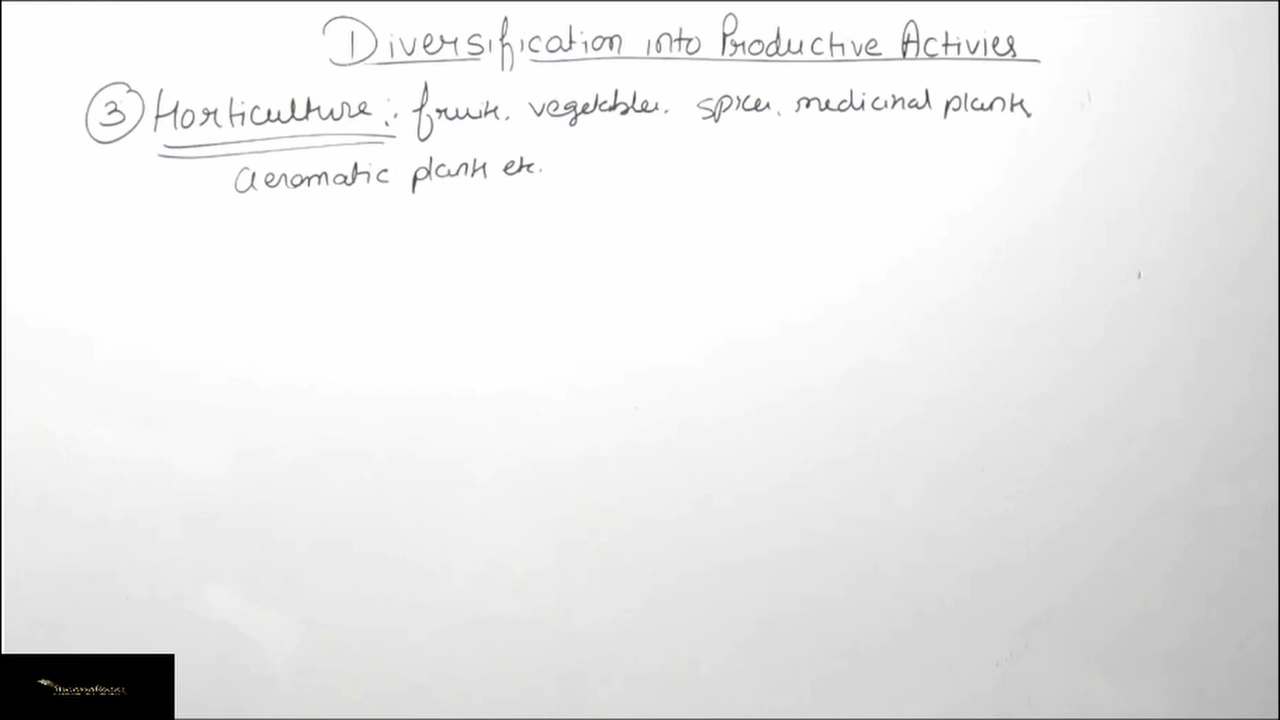 Diversification into Productive Activies
③ Horticulture : fruits, vegetables, spices, medicinal plants,
aeromatic plants etc.